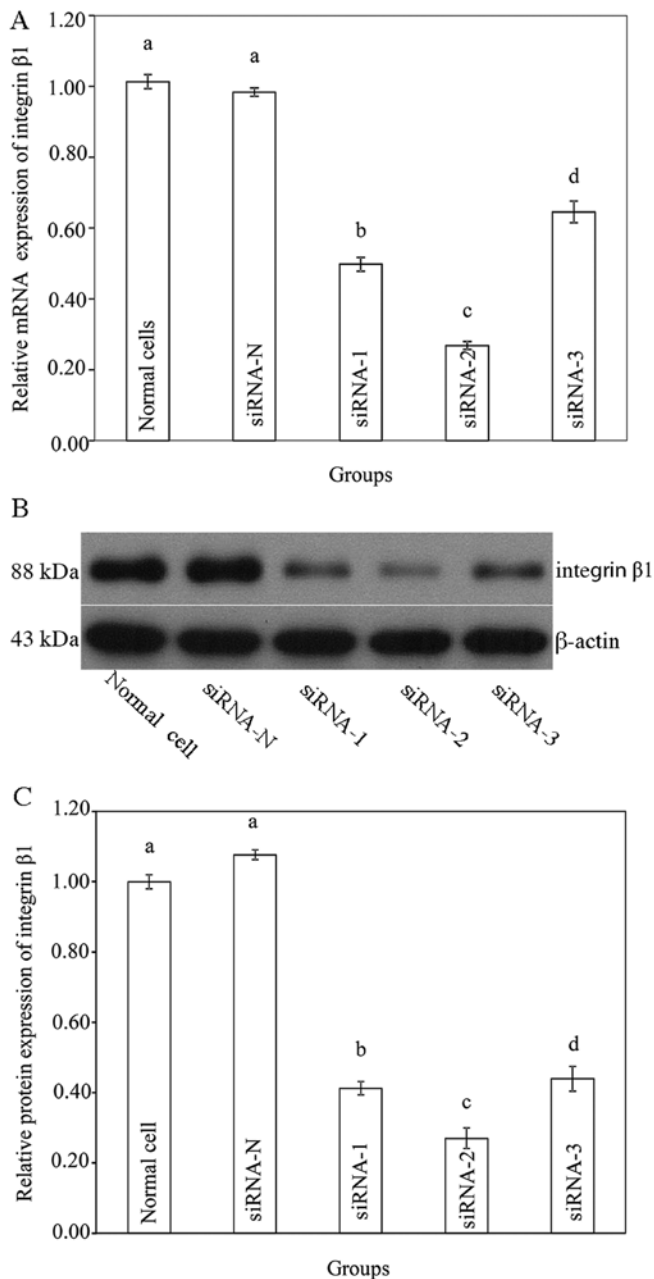 A
Relative mRNA expression of integrin β1
1.20
1.00
0.80
0.60
0.40
0.20
0.00
a
a
b
c
d
Normal cells
siRNA-N
siRNA-1
siRNA-2
siRNA-3
Groups
B
88 kDa
integrin β1
43 kDa
β-actin
Normal cell
siRNA-N
siRNA-1
siRNA-2
siRNA-3
C
Relative protein expression of integrin β1
1.20
1.00
0.80
0.60
0.40
0.20
0.00
a
a
b
c
d
Normal cell
siRNA-N
siRNA-1
siRNA-2
siRNA-3
Groups